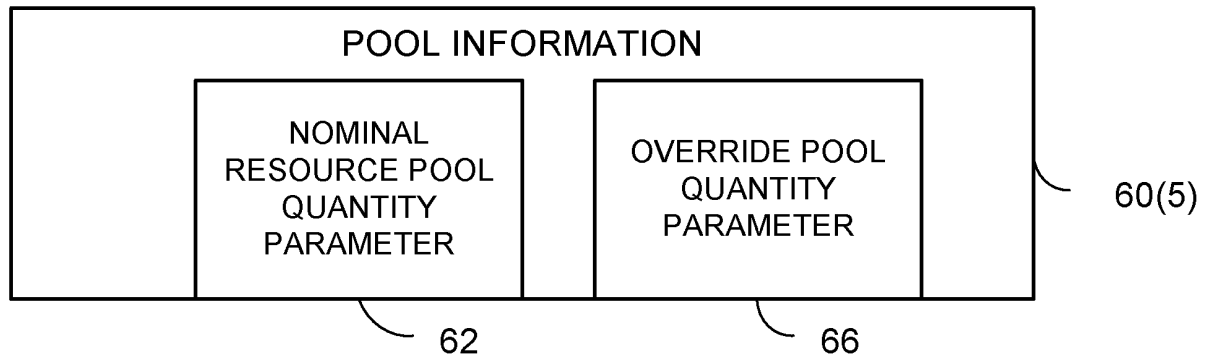 POOL INFORMATION
NOMINAL
RESOURCE POOL
QUANTITY
PARAMETER
OVERRIDE POOL
QUANTITY
PARAMETER
60(5)
62
66